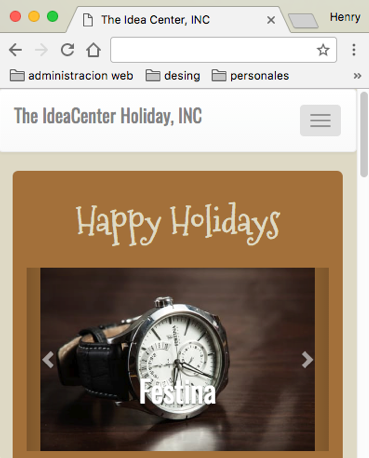 The Idea Center, INC
Henry
administracion web
desing
personales
The IdeaCenter Holiday, INC
Happy Holidays
Festina